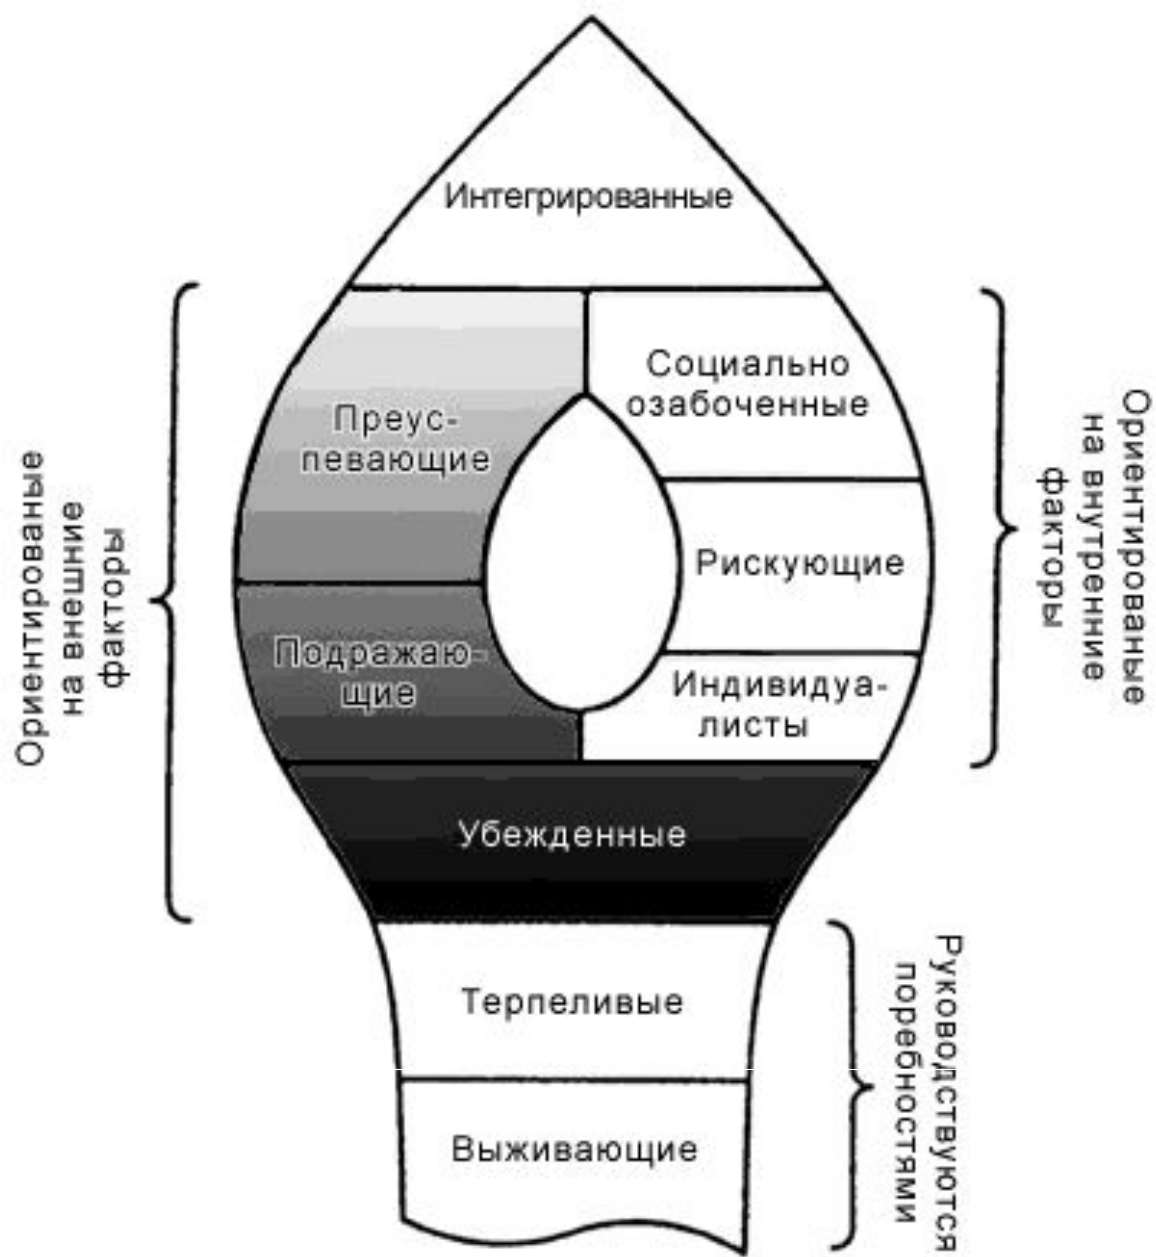 Интегрированные
Преус-
певающие
Социально
озабоченные
Рискующие
Подражаю-
щие
Индивидуа-
листы
Убежденные
Терпеливые
Выживающие
Ориентированые
на внешние
факторы
Ориентированые
на внутренние
факторы
Руководствуются
поребностями